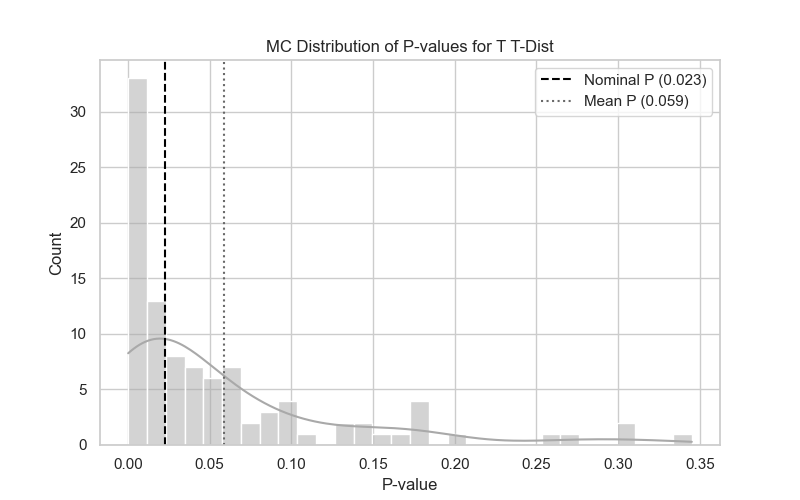 MC Distribution of P-values for T T-Dist
Nominal P (0.023)
Mean P (0.059)
Count
30
25
20
15
10
5
0
0.00 0.05 0.10 0.15 0.20 0.25 0.30 0.35
P-value